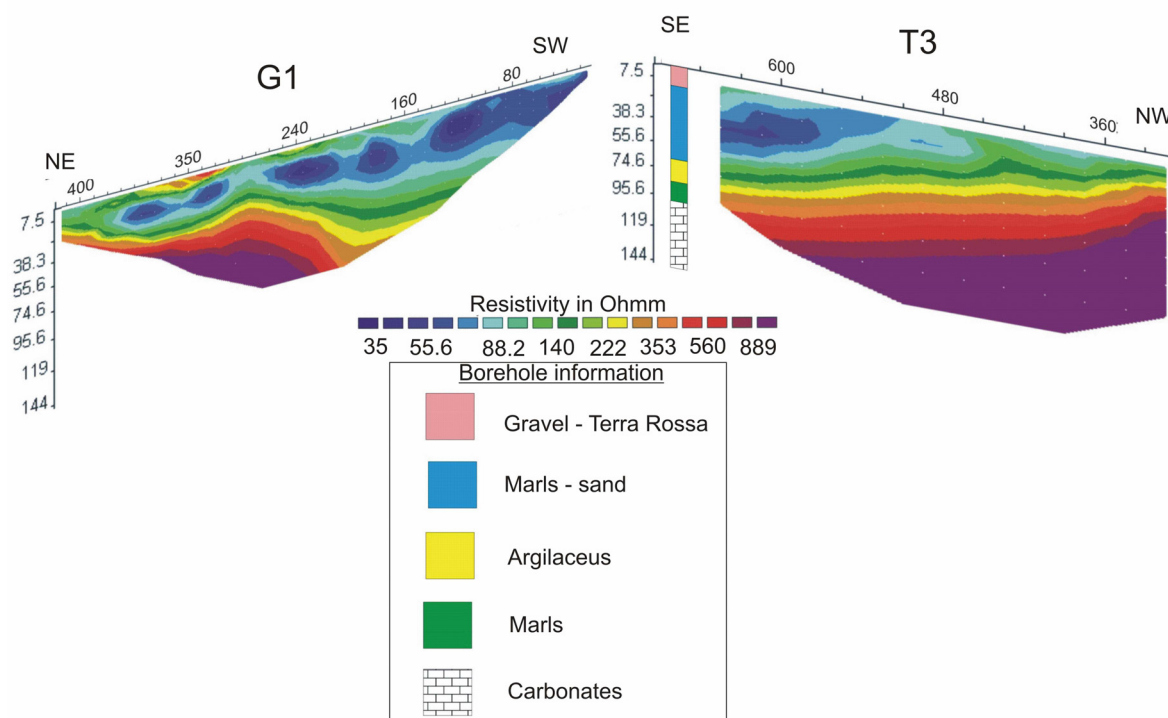 G1
SW
NE
400
350
240
160
80
7.5
38.3
55.6
74.6
95.6
119
144
SE
T3
NW
600
480
360
7.5
38.3
55.6
74.6
95.6
119
144
Resistivity in Ohmm
35 55.6 88.2 140 222 353 560 889
Borehole information
Gravel - Terra Rossa
Marls - sand
Argilaceus
Marls
Carbonates